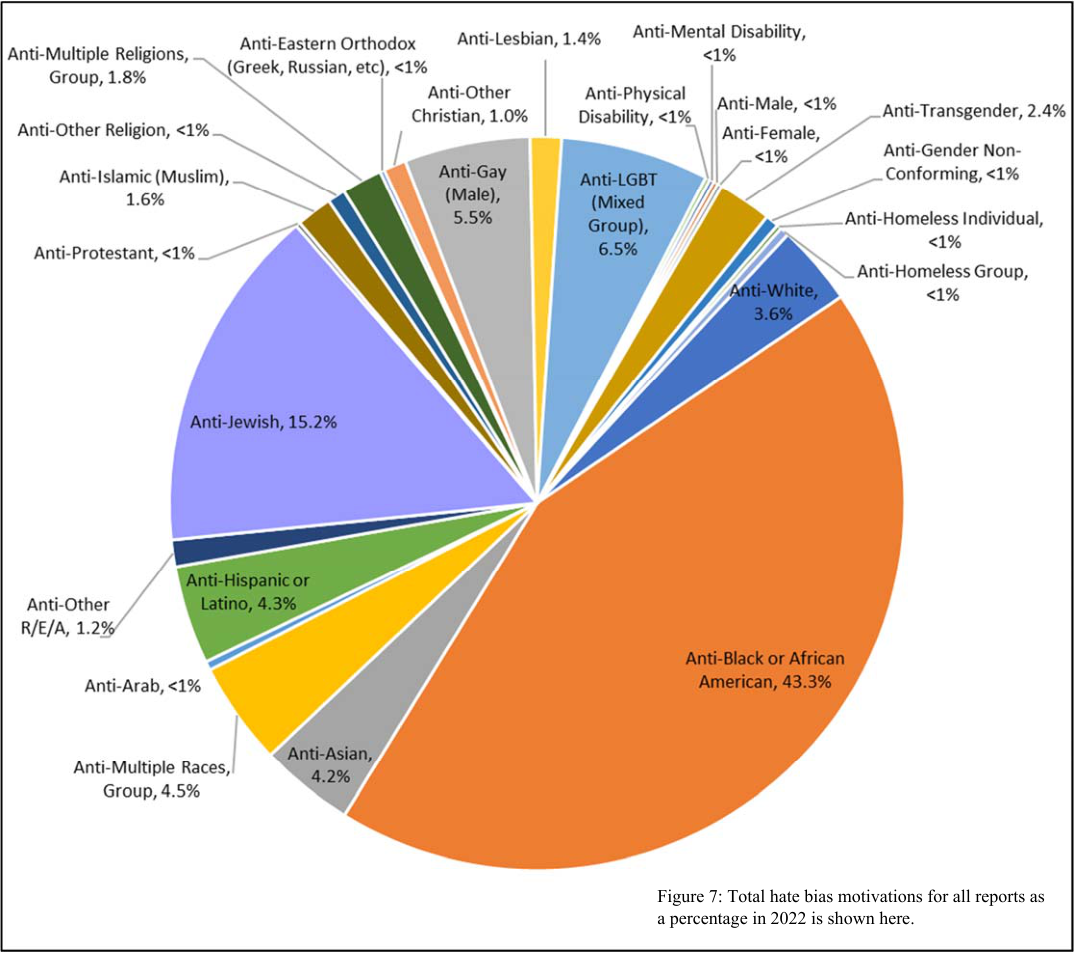 Anti-Multiple Religions,
Group, 1.8%
Anti-Eastern Orthodox
(Greek, Russian, etc), <1%
Anti-Lesbian, 1.4%
Anti-Mental Disability,
<1%
Anti-Other Religion, <1%
Anti-Other
Christian, 1.0%
Anti-Physical
Disability, <1%
Anti-Male, <1%
Anti-Transgender, 2.4%
Anti-Female,
<1%
Anti-Gender Non-
Conforming, <1%
Anti-Islamic (Muslim),
1.6%
Anti-Gay
(Male),
5.5%
Anti-LGBT
(Mixed
Group),
6.5%
Anti-Homeless Individual,
<1%
Anti-Protestant, <1%
Anti-Homeless Group,
<1%
Anti-White,
3.6%
Anti-Jewish, 15.2%
Anti-Hispanic or
Latino, 4.3%
Anti-Other
R/E/A, 1.2%
Anti-Black or African
American, 43.3%
Anti-Arab, <1%
Anti-Asian,
4.2%
Anti-Multiple Races,
Group, 4.5%
Figure 7: Total hate bias motivations for all reports as
a percentage in 2022 is shown here.